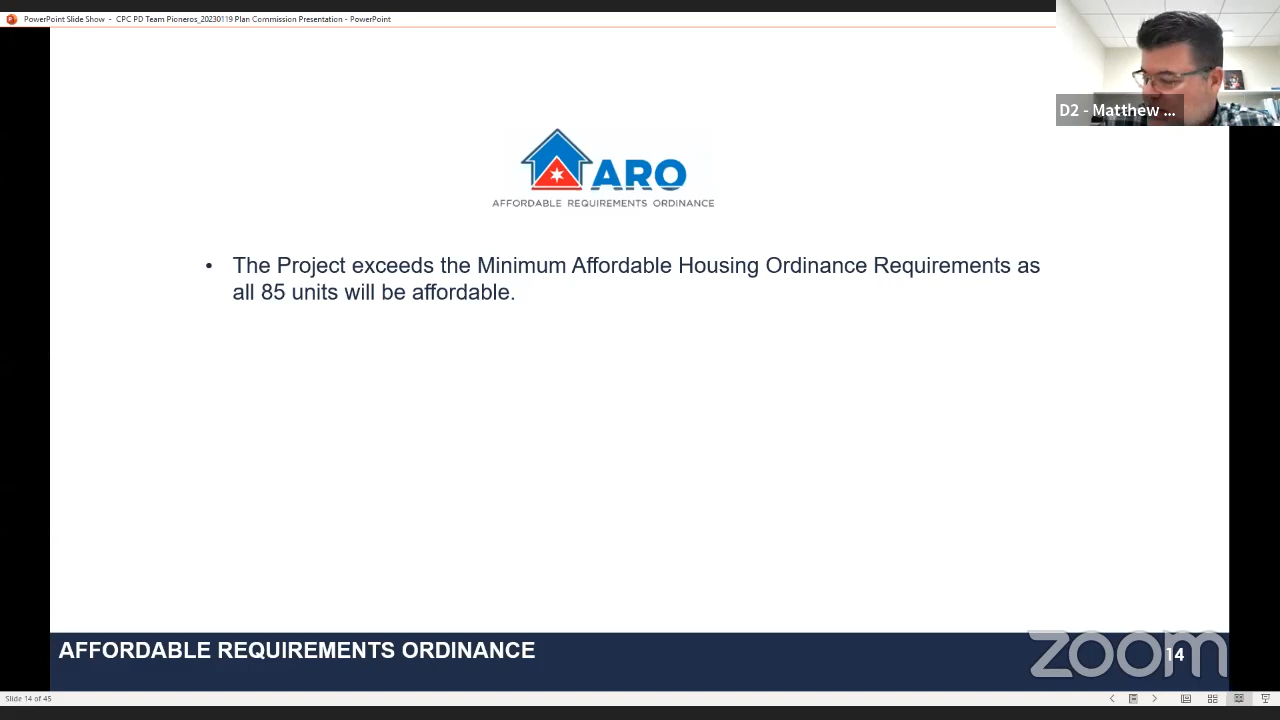 PowerPoint Slide Show - CPC PD Team Pioneros_20230119 Plan Commission Presentation - PowerPoint
D2 - Matthew ...
ARO
AFFORDABLE REQUIREMENTS ORDINANCE
• The Project exceeds the Minimum Affordable Housing Ordinance Requirements as
all 85 units will be affordable.
AFFORDABLE REQUIREMENTS ORDINANCE
zoom
14
Slide 14 of 45